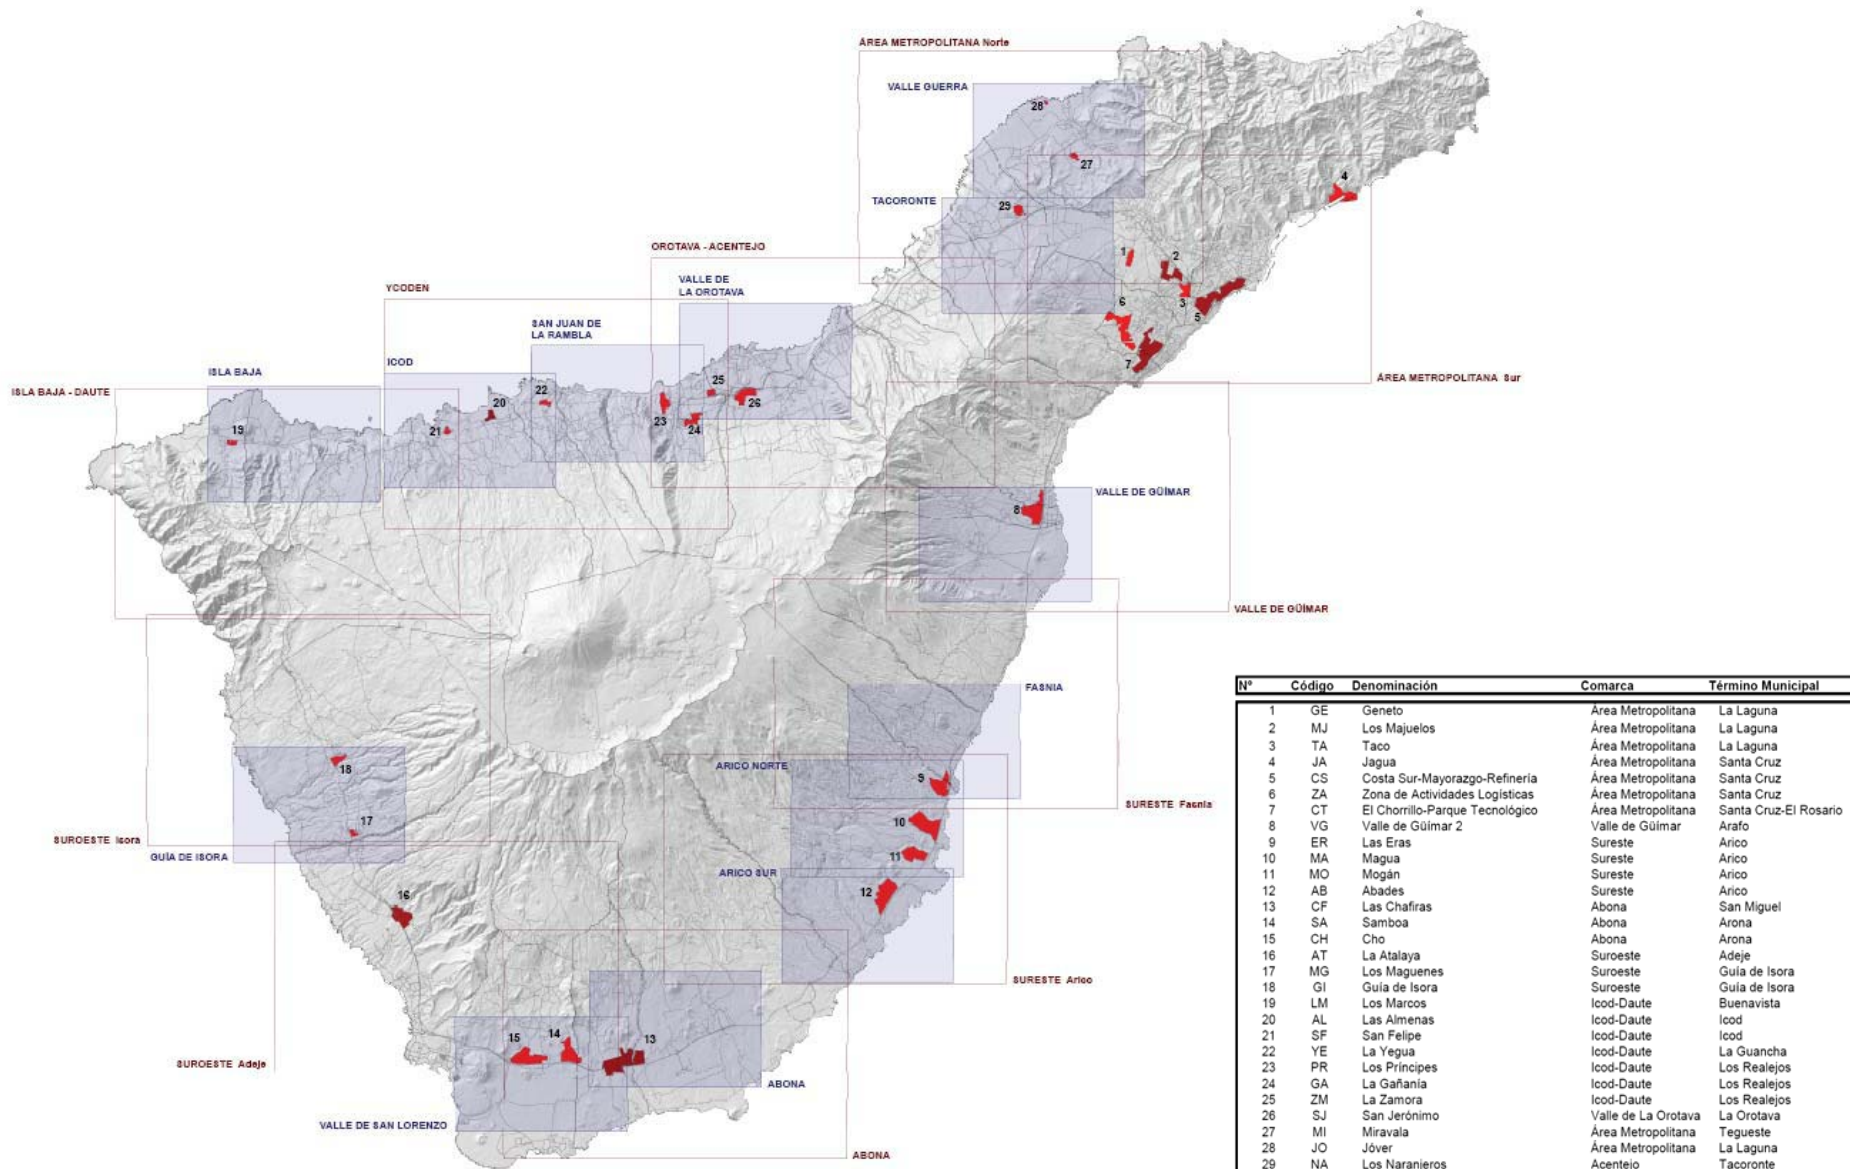 ÁREA METROPOLITANA Norte
VALLE GUERRA
28
27
4
TACORONTE
29
1
2
OROTAVA - ACENTEJO
VALLE DE
LA OROTAVA
YCODEN
6
3
5
SAN JUAN DE
LA RAMBLA
7
ICOD
ISLA BAJA
ÁREA METROPOLITANA Sur
ISLA BAJA - DAUTE
25
26
22
20
23
24
21
19
VALLE DE GÜÍMAR
8
VALLE DE GÜÍMAR
FASNIA
ARICO NORTE
18
9
SURESTE Fasnia
10
17
SUROESTE Isora
GUÍA DE ISORA
11
ARICO SUR
12
16
SURESTE Arico
15
14
13
SUROESTE Adeje
ABONA
VALLE DE SAN LORENZO
ABONA
Nº Código Denominación Comarca Término Municipal
1 GE Geneto Área Metropolitana La Laguna
2 MJ Los Majuelos Área Metropolitana La Laguna
3 TA Taco Área Metropolitana La Laguna
4 JA Jagua Área Metropolitana Santa Cruz
5 CS Costa Sur-Mayorazgo-Refinería Área Metropolitana Santa Cruz
6 ZA Zona de Actividades Logísticas Área Metropolitana Santa Cruz
7 CT El Chorrillo-Parque Tecnológico Área Metropolitana Santa Cruz-El Rosario
8 VG Valle de Güímar 2 Valle de Güímar Arafo
9 ER Las Eras Sureste Arico
10 MA Magua Sureste Arico
11 MO Mogán Sureste Arico
12 AB Abades Sureste Arico
13 CF Las Chafiras Abona San Miguel
14 SA Samboa Abona Arona
15 CH Cho Abona Arona
16 AT La Atalaya Suroeste Adeje
17 MG Los Maguenes Suroeste Guía de Isora
18 GI Guía de Isora Suroeste Guía de Isora
19 LM Los Marcos Icod-Daute Buenavista
20 AL Las Almenas Icod-Daute Icod
21 SF San Felipe Icod-Daute Icod
22 YE La Yegua Icod-Daute La Guancha
23 PR Los Príncipes Icod-Daute Los Realejos
24 GA La Gañanía Icod-Daute Los Realejos
25 ZM La Zamora Icod-Daute Los Realejos
26 SJ San Jerónimo Valle de La Orotava La Orotava
27 MI Miravala Área Metropolitana Tegueste
28 JO Jóver Área Metropolitana La Laguna
29 NA Los Naranjeros Acentejo Tacoronte